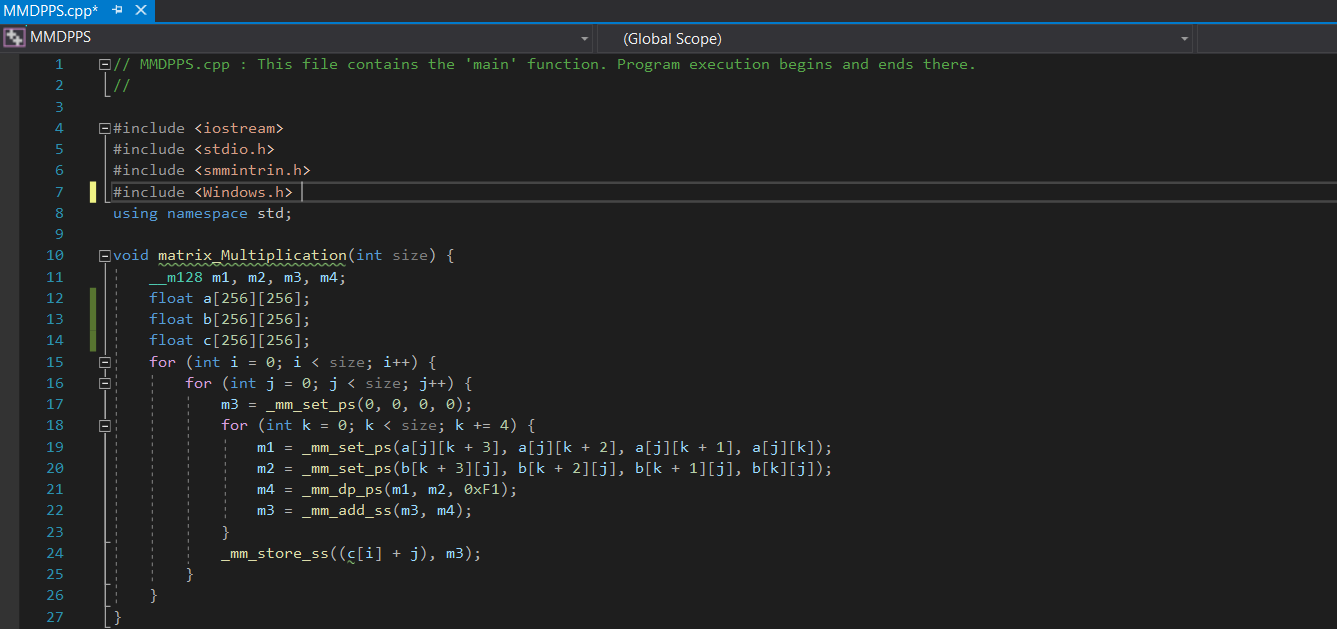 MMDPPS.cpp*
MMDPPS (Global Scope)
1 // MMDPPS.cpp : This file contains the 'main' function. Program execution begins and ends there.
2 //
3
4 #include <iostream>
5 #include <stdio.h>
6 #include <smmintrin.h>
7 #include <Windows.h>
8 using namespace std;
9
10 void matrix_Multiplication(int size) {
11     __m128 m1, m2, m3, m4;
12     float a[256][256];
13     float b[256][256];
14     float c[256][256];
15     for (int i = 0; i < size; i++) {
16         for (int j = 0; j < size; j++) {
17             m3 = _mm_set_ps(0, 0, 0, 0);
18             for (int k = 0; k < size; k += 4) {
19                 m1 = _mm_set_ps(a[j][k + 3], a[j][k + 2], a[j][k + 1], a[j][k]);
20                 m2 = _mm_set_ps(b[k + 3][j], b[k + 2][j], b[k + 1][j], b[k][j]);
21                 m4 = _mm_dp_ps(m1, m2, 0xF1);
22                 m3 = _mm_add_ss(m3, m4);
23             }
24             _mm_store_ss((c[i] + j), m3);
25         }
26     }
27 }